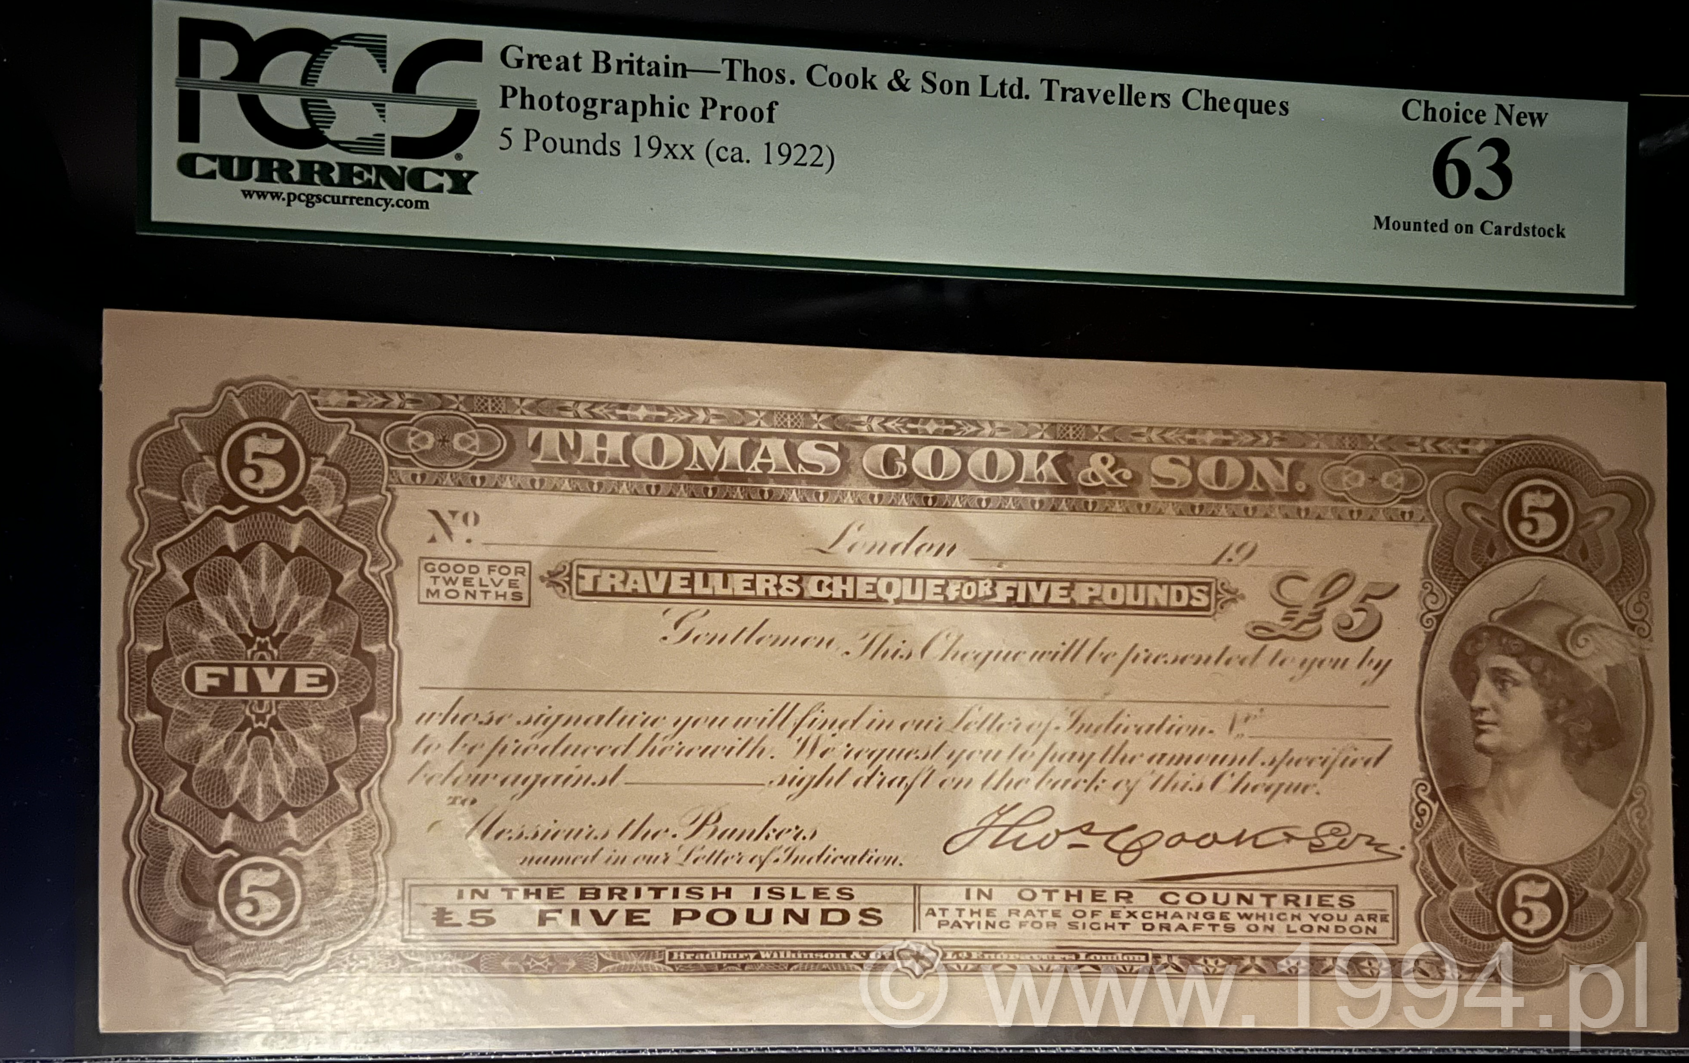 PCGS
CURRENCY
www.pcgscurrency.com
Great Britain—Thos. Cook & Son Ltd. Travellers Cheques
Photographic Proof
5 Pounds 19xx (ca. 1922)
Choice New
63
Mounted on Cardstock
5
THOMAS COOK & SON.
5
No. London 19
GOOD FOR
TWELVE
MONTHS
TRAVELLERS CHEQUE FOR FIVE POUNDS
£5
Gentlemen, This Cheque will be presented to you by
FIVE
whose signature you will find in our Letter of Indication. No.
to be produced herewith. We request you to pay the amount specified
below against sight draft on the back of this Cheque.
TO
Messieurs the Bankers
named in our Letter of Indication.
Thos Cook & Son.
5
IN THE BRITISH ISLES
£5 FIVE POUNDS
IN OTHER COUNTRIES
AT THE RATE OF EXCHANGE WHICH YOU ARE
PAYING FOR SIGHT DRAFTS ON LONDON
5
Bradbury Wilkinson & Co Ld Engravers London
© www.1994.pl